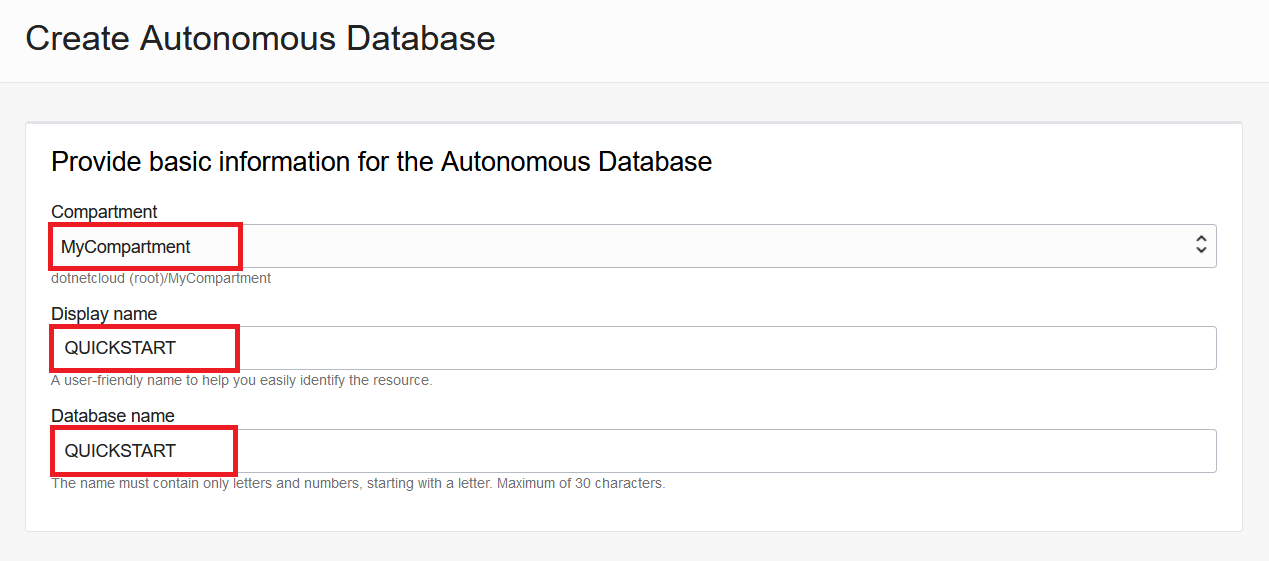 Create Autonomous Database
Provide basic information for the Autonomous Database
Compartment
MyCompartment
dotnetcloud (root)/MyCompartment
Display name
QUICKSTART
A user-friendly name to help you easily identify the resource.
Database name
QUICKSTART
The name must contain only letters and numbers, starting with a letter. Maximum of 30 characters.